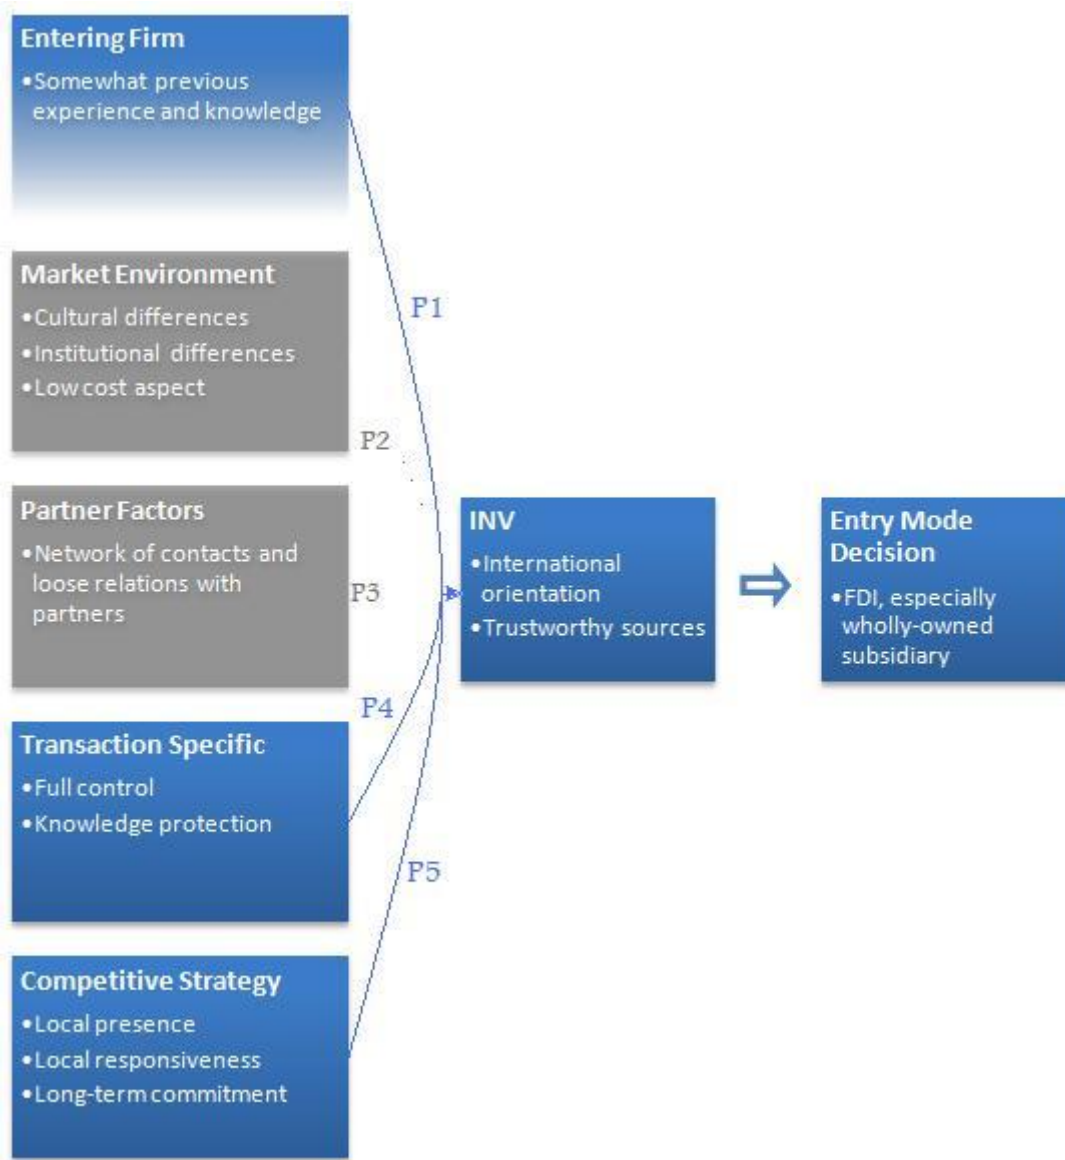 Entering Firm
•Somewhat previous
experience and knowledge
Market Environment
•Cultural differences
•Institutional differences
•Low cost aspect
P1
P2
Partner Factors
•Network of contacts and
loose relations with
partners
P3
INV
•International
orientation
•Trustworthy sources
Entry Mode
Decision
•FDI, especially
wholly-owned
subsidiary
P4
Transaction Specific
•Full control
•Knowledge protection
P5
Competitive Strategy
•Local presence
•Local responsiveness
•Long-term commitment